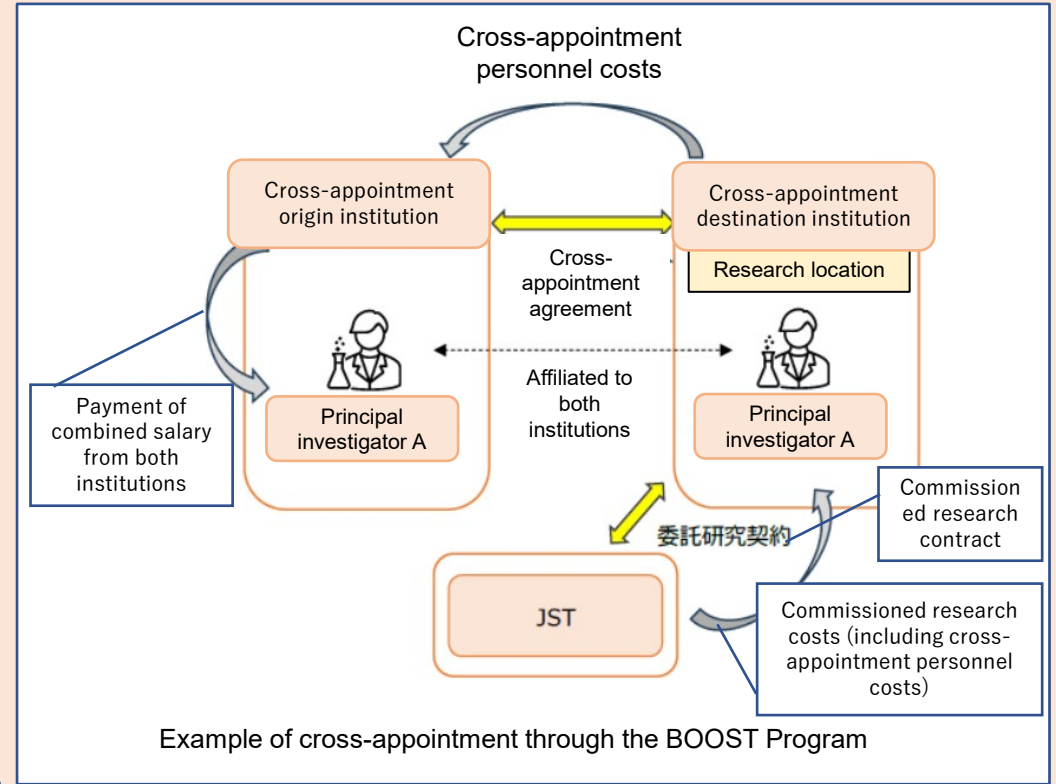 Cross-appointment
personnel costs
Cross-appointment
origin institution
Cross-appointment
destination institution
Cross-
appointment
agreement
Research location
Affiliated to
both
institutions
Principal
investigator A
Principal
investigator A
Payment of
combined salary
from both
institutions
委託研究契約
Commission
ed research
contract
JST
Commissioned research
costs (including cross-
appointment personnel
costs)
Example of cross-appointment through the BOOST Program